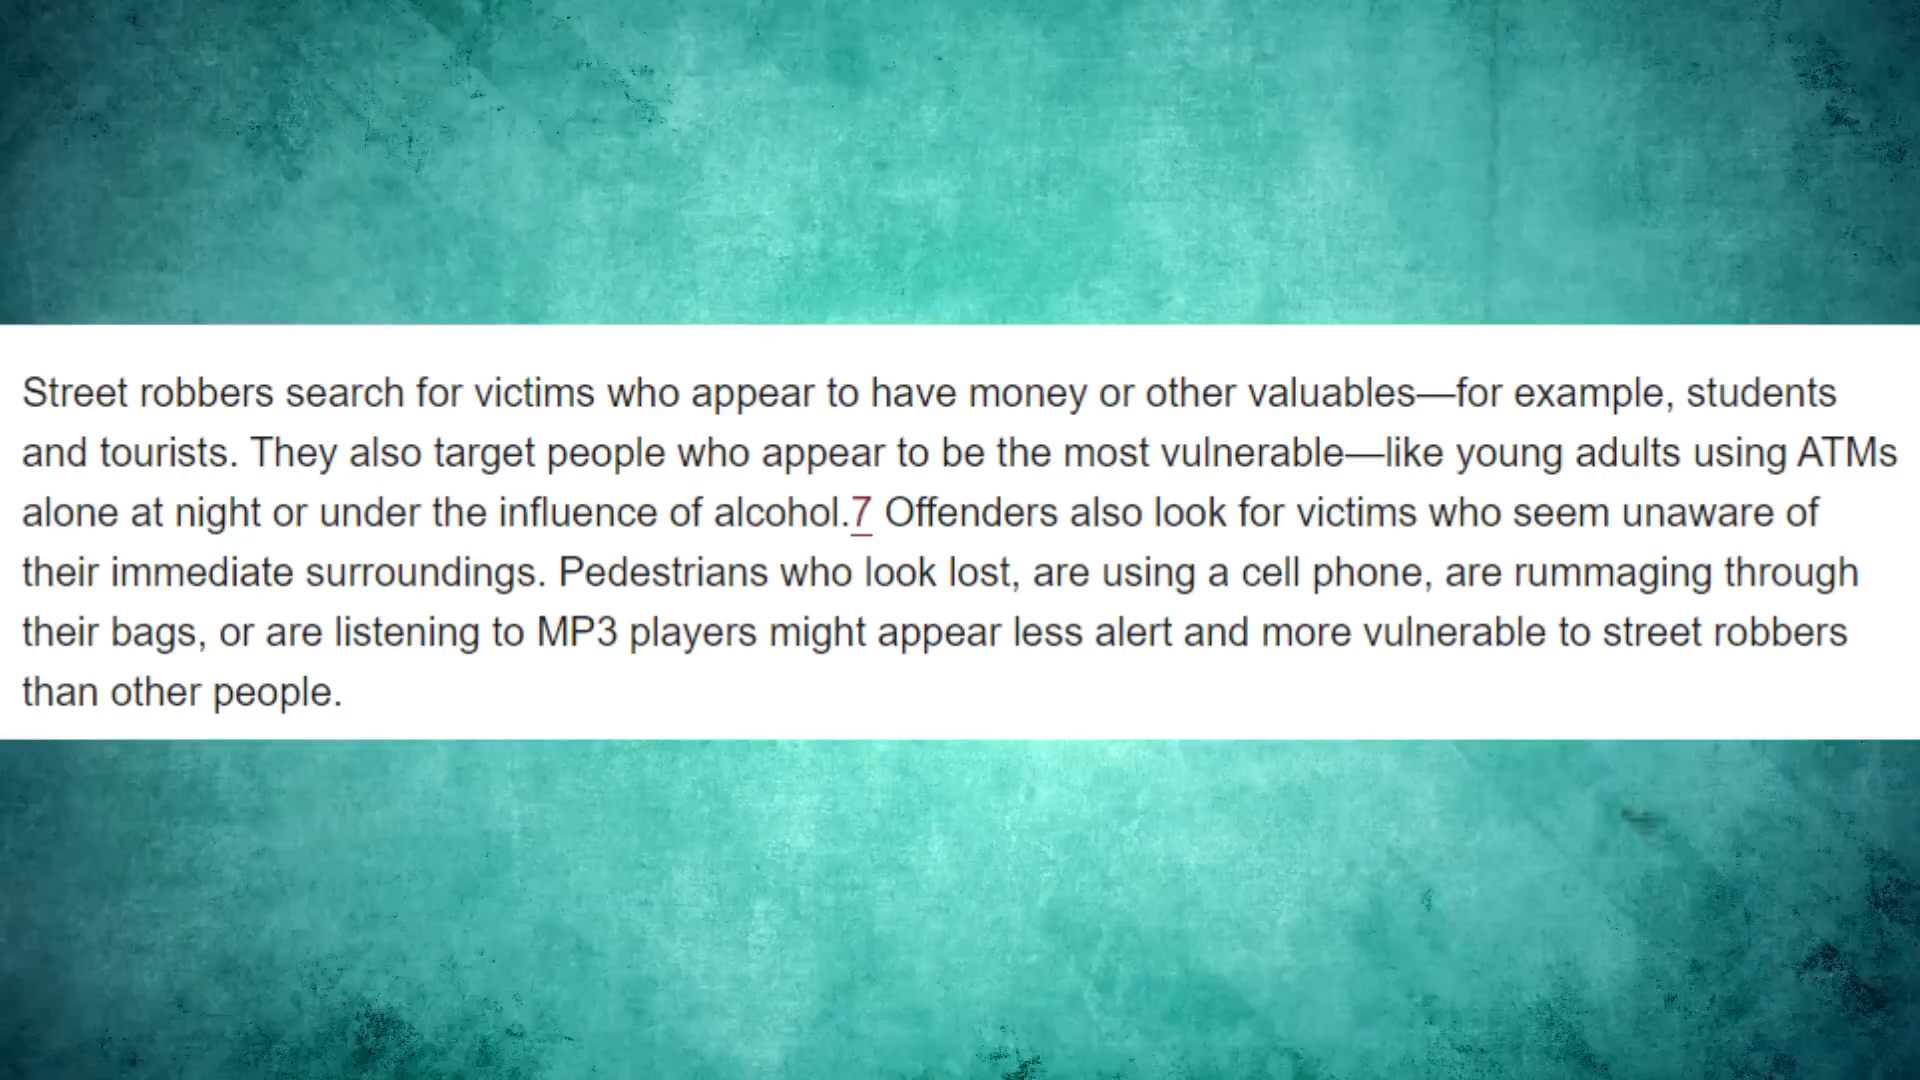 Street robbers search for victims who appear to have money or other valuables—for example, students
and tourists. They also target people who appear to be the most vulnerable—like young adults using ATMs
alone at night or under the influence of alcohol.7 Offenders also look for victims who seem unaware of
their immediate surroundings. Pedestrians who look lost, are using a cell phone, are rummaging through
their bags, or are listening to MP3 players might appear less alert and more vulnerable to street robbers
than other people.